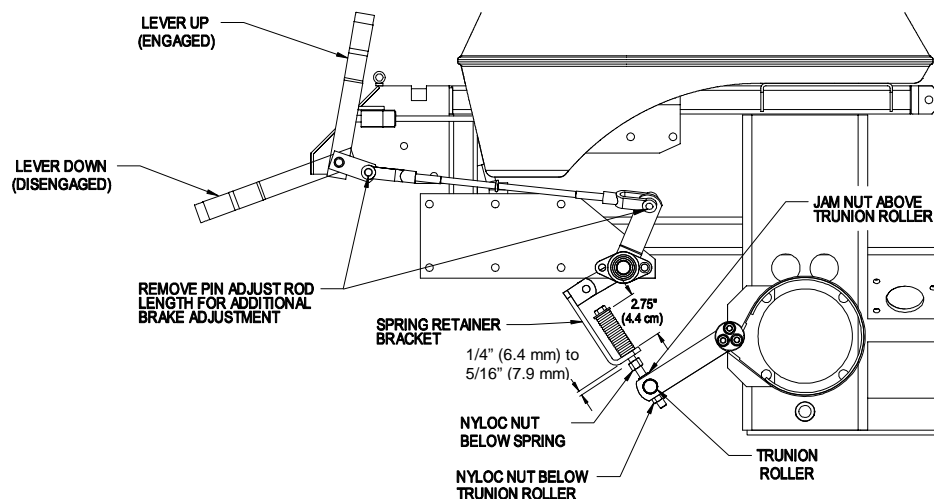 LEVER UP
(ENGAGED)
LEVER DOWN
(DISENGAGED)
JAM NUT ABOVE
TRUNION ROLLER
REMOVE PIN ADJUST ROD
LENGTH FOR ADDITIONAL
BRAKE ADJUSTMENT
2.75"
(4.4 cm)
SPRING RETAINER
BRACKET
1/4” (6.4 mm) to
5/16” (7.9 mm)
NYLOC NUT
BELOW SPRING
TRUNION
ROLLER
NYLOC NUT BELOW
TRUNION ROLLER